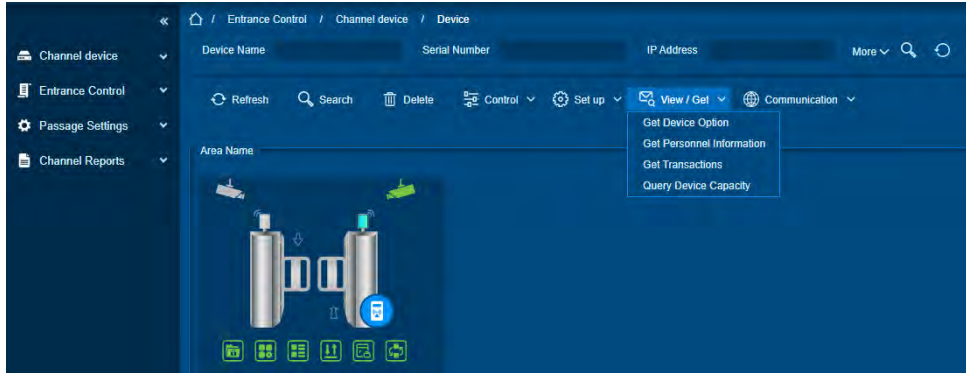 « / Entrance Control / Channel device / Device
Device Name Serial Number IP Address More
Channel device
Entrance Control
Passage Settings
Channel Reports
Refresh Search Delete Control Set up View / Get Communication
Get Device Option
Get Personnel Information
Get Transactions
Query Device Capacity
Area Name